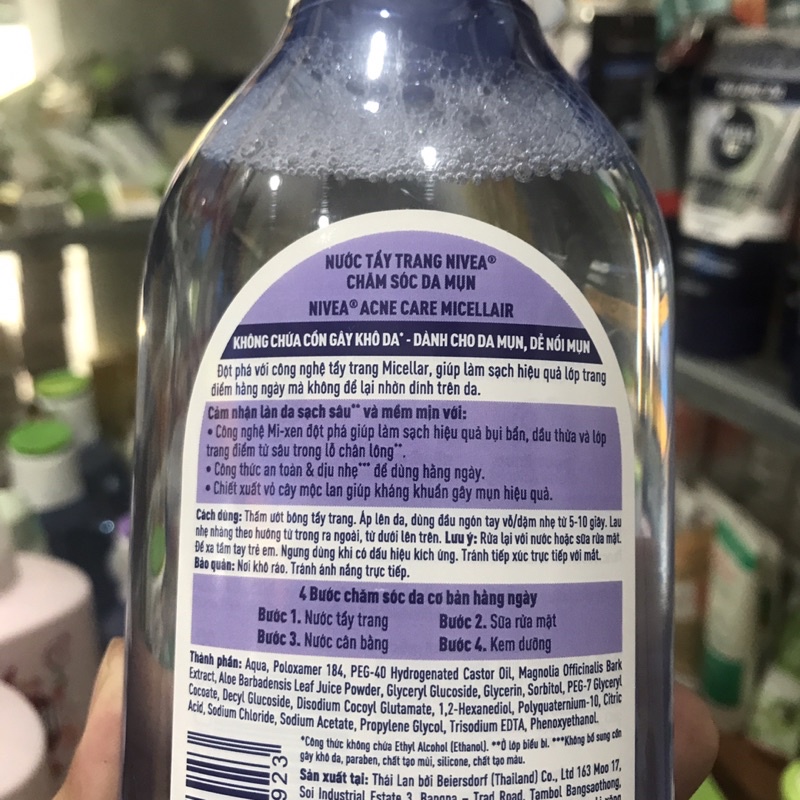 NƯỚC TẨY TRANG NIVEA®
CHĂM SÓC DA MỤN
NIVEA® ACNE CARE MICELLAIR
KHÔNG CHỨA CỒN GÂY KHÔ DA* - DÀNH CHO DA MỤN, DỄ NỔI MỤN
Đột phá với công nghệ tẩy trang Micellar, giúp làm sạch hiệu quả lớp trang
điểm hàng ngày mà không để lại nhờn dính trên da.
Cảm nhận làn da sạch sâu** và mềm mịn với:
• Công nghệ Mi-xen đột phá giúp làm sạch hiệu quả bụi bẩn, dầu thừa và lớp
trang điểm từ sâu trong lỗ chân lông**.
• Công thức an toàn & dịu nhẹ*** để dùng hàng ngày.
• Chiết xuất vỏ cây mộc lan giúp kháng khuẩn gây mụn hiệu quả.
Cách dùng: Thấm ướt bông tẩy trang. Áp lên da, dùng đầu ngón tay vỗ/dặm nhẹ từ 5-10 giây. Lau
nhẹ nhàng theo hướng từ trong ra ngoài, từ dưới lên trên. Lưu ý: Rửa lại với nước hoặc sữa rửa mặt.
Để xa tầm tay trẻ em. Ngưng dùng khi có dấu hiệu kích ứng. Tránh tiếp xúc trực tiếp với mắt.
Bảo quản: Nơi khô ráo. Tránh ánh nắng trực tiếp.
4 Bước chăm sóc da cơ bản hàng ngày
Bước 1. Nước tẩy trang Bước 2. Sữa rửa mặt
Bước 3. Nước cân bằng Bước 4. Kem dưỡng
Thành phần: Aqua, Poloxamer 184, PEG-40 Hydrogenated Castor Oil, Magnolia Officinalis Bark
Extract, Aloe Barbadensis Leaf Juice Powder, Glyceryl Glucoside, Glycerin, Sorbitol, PEG-7 Glyceryl
Cocoate, Decyl Glucoside, Disodium Cocoyl Glutamate, 1,2-Hexanediol, Polyquaternium-10, Citric
Acid, Sodium Chloride, Sodium Acetate, Propylene Glycol, Trisodium EDTA, Phenoxyethanol.
*Công thức không chứa Ethyl Alcohol (Ethanol). **Ở lớp biểu bì. ***Không bổ sung cồn
gây khô da, paraben, chất tạo mùi, silicone, chất tạo màu.
Sản xuất tại: Thái Lan bởi Beiersdorf (Thailand) Co., Ltd 163 Moo 17,
Soi Industrial Estate 3, Bangna – Trad Road, Tambol Bangsaothong,
923